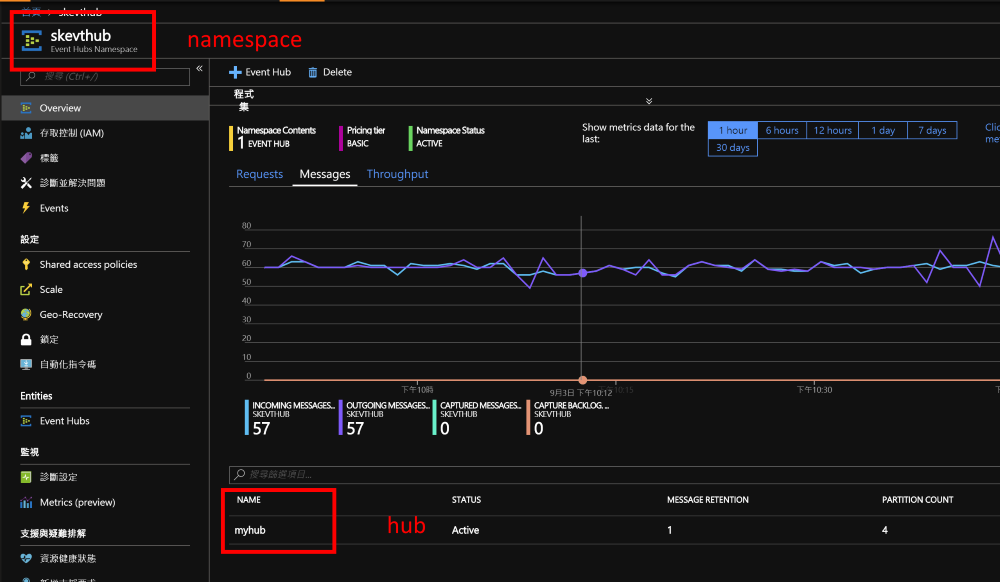 首頁 > skevthub
skevthub
Event Hubs Namespace
namespace
搜尋 (Ctrl+/)
«
Event Hub
Delete
Overview
存取控制 (IAM)
標籤
診斷並解決問題
Events
設定
Shared access policies
Scale
Geo-Recovery
鎖定
自動化指令碼
Entities
Event Hubs
監視
診斷設定
Metrics (preview)
支援與疑難排解
資源健康狀態
新增支援要求
程式
集
Namespace Contents
1 EVENT HUB
Pricing tier
BASIC
Namespace Status
ACTIVE
Show metrics data for the
last:
1 hour
6 hours
12 hours
1 day
7 days
30 days
Requests
Messages
Throughput
80
70
60
50
40
30
20
10
0
下午10時
9月3日 下午10:12
下午10:15
下午10:30
INCOMING MESSAGES...
SKEVTHUB
57
OUTGOING MESSAGES...
SKEVTHUB
57
CAPTURED MESSAGES...
SKEVTHUB
0
CAPTURE BACKLOG. ...
SKEVTHUB
0
搜尋篩選項目...
NAME
STATUS
MESSAGE RETENTION
PARTITION COUNT
myhub
hub
Active
1
4